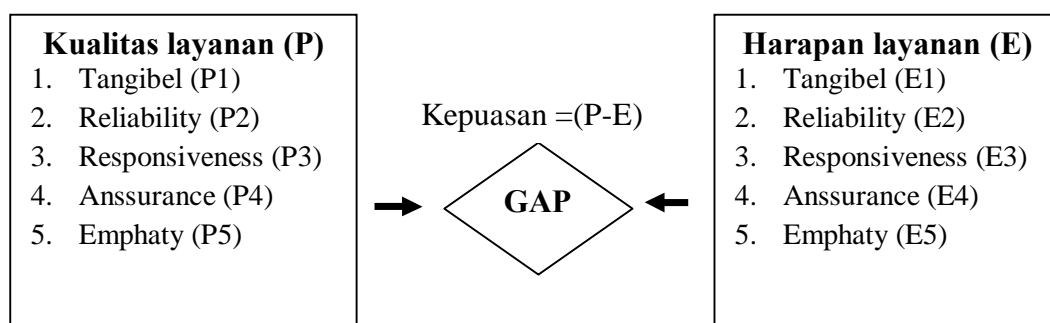 Kualitas layanan (P)
1. Tangibel (P1)
2. Reliability (P2)
3. Responsiveness (P3)
4. Anssurance (P4)
5. Emphaty (P5)
Kepuasan =(P-E)
GAP
Harapan layanan (E)
1. Tangibel (E1)
2. Reliability (E2)
3. Responsiveness (E3)
4. Anssurance (E4)
5. Emphaty (E5)